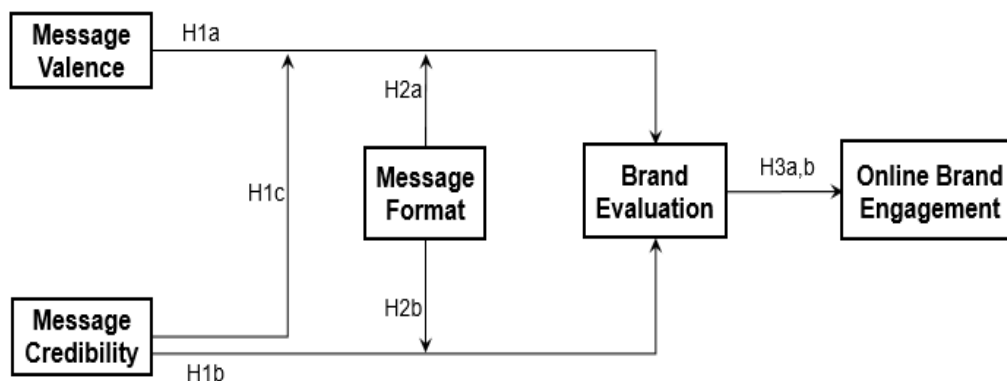 Message
Valence
H1a
H2a
H1c
Message
Format
Brand
Evaluation
H3a,b
Online Brand
Engagement
H2b
Message
Credibility
H1b